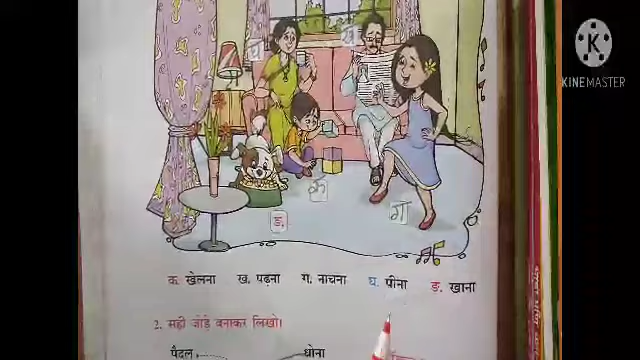 घ
ख
K
KINEMASTER
क
ङ.
ग
क. खेलना ख. पढ़ना ग. नाचना घ. पीना ङ. खाना
2. सही जोड़े बनाकर लिखो।
पैदल धोना